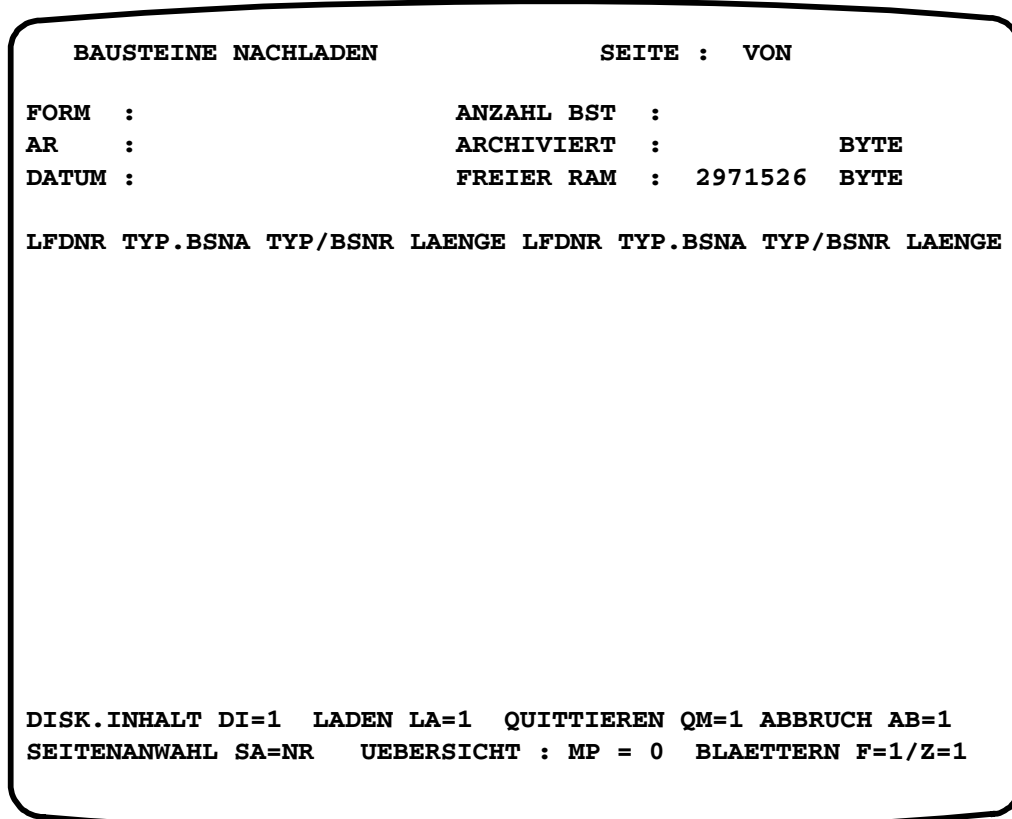 BAUSTEINE NACHLADEN SEITE : VON
FORM : ANZAHL BST :
AR : ARCHIVIERT : BYTE
DATUM : FREIER RAM : 2971526 BYTE
LFDNR TYP.BSNA TYP/BSNR LAENGE LFDNR TYP.BSNA TYP/BSNR LAENGE
DISK.INHALT DI=1 LADEN LA=1 QUITTIEREN QM=1 ABBRUCH AB=1
SEITENANWAHL SA=NR UEBERSICHT : MP = 0 BLAETTERN F=1/Z=1